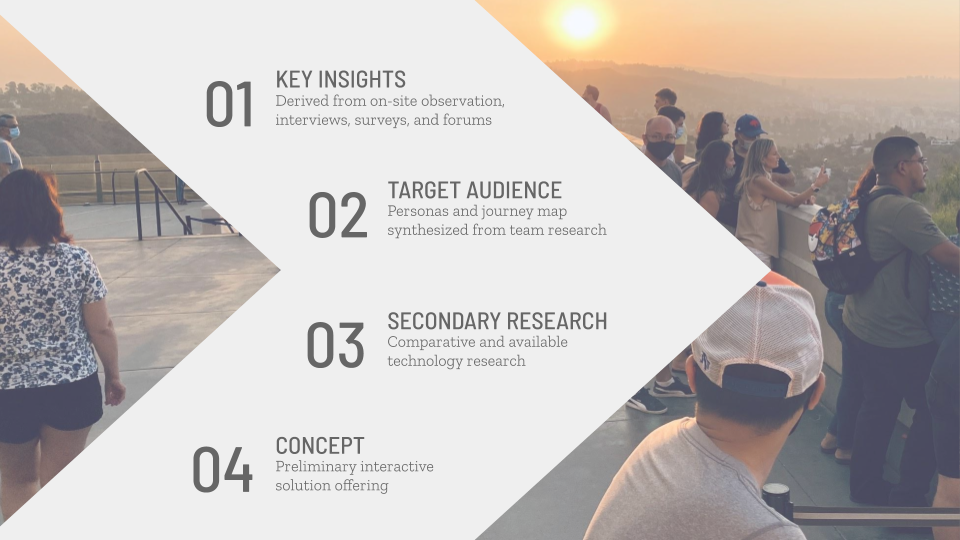 01
KEY INSIGHTS
Derived from on-site observation,
interviews, surveys, and forums
02
TARGET AUDIENCE
Personas and journey map
synthesized from team research
03
SECONDARY RESEARCH
Comparative and available
technology research
04
CONCEPT
Preliminary interactive
solution offering